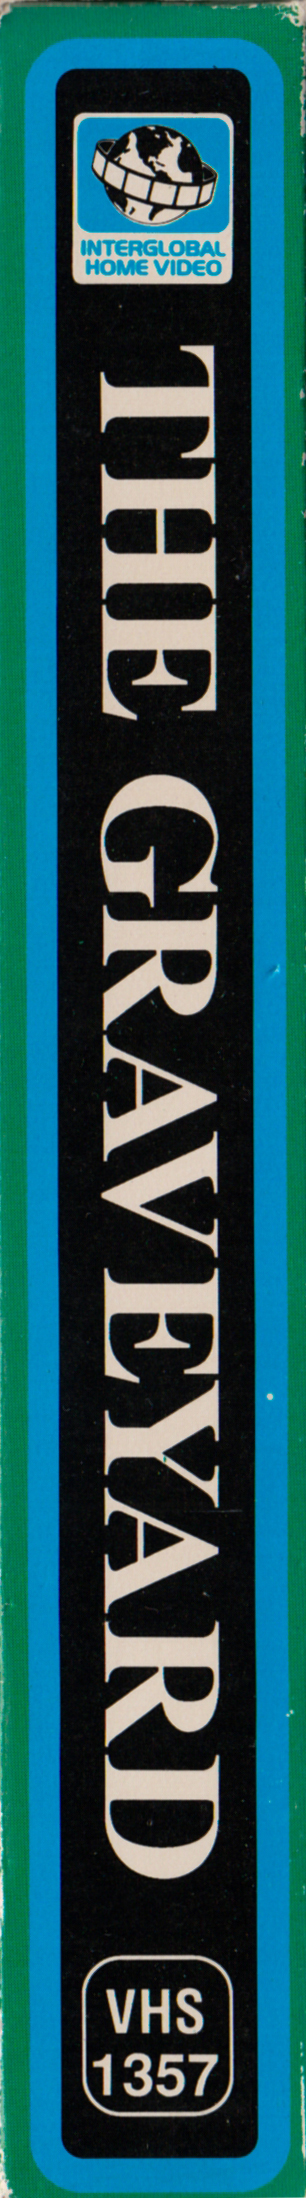 INTERGLOBAL
HOME VIDEO
THE GRAVEYARD
VHS
1357